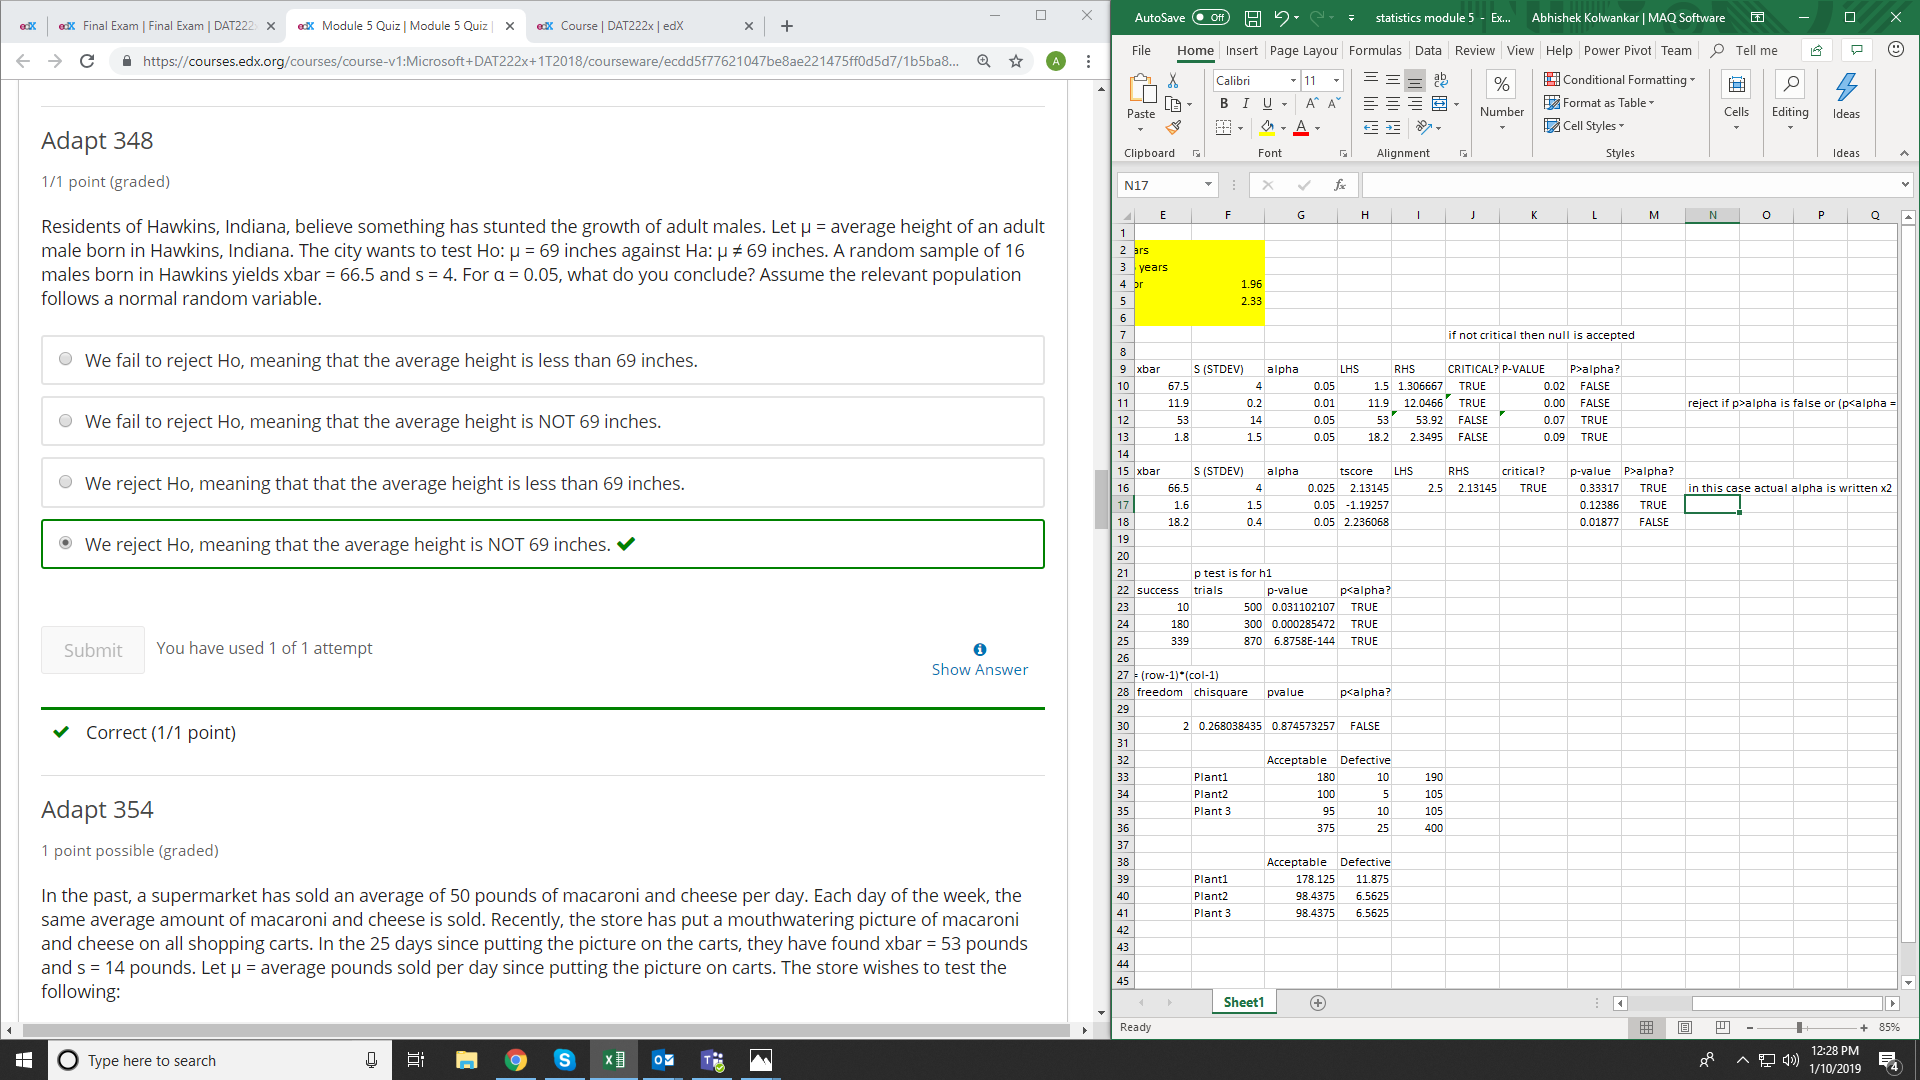 edX
edX Final Exam | Final Exam | DAT222
edX Module 5 Quiz | Module 5 Quiz |
edX Course | DAT222x | edX
https://courses.edx.org/courses/course-v1:Microsoft+DAT222x+1T2018/courseware/ecdd5f77621047be8ae221475ff0d5d7/1b5ba8...
A
Adapt 348
1/1 point (graded)
Residents of Hawkins, Indiana, believe something has stunted the growth of adult males. Let μ = average height of an adult
male born in Hawkins, Indiana. The city wants to test Ho: μ = 69 inches against Ha: μ ≠ 69 inches. A random sample of 16
males born in Hawkins yields xbar = 66.5 and s = 4. For α = 0.05, what do you conclude? Assume the relevant population
follows a normal random variable.
We fail to reject Ho, meaning that the average height is less than 69 inches.
We fail to reject Ho, meaning that the average height is NOT 69 inches.
We reject Ho, meaning that that the average height is less than 69 inches.
We reject Ho, meaning that the average height is NOT 69 inches.
Submit
You have used 1 of 1 attempt
Show Answer
Correct (1/1 point)
Adapt 354
1 point possible (graded)
In the past, a supermarket has sold an average of 50 pounds of macaroni and cheese per day. Each day of the week, the
same average amount of macaroni and cheese is sold. Recently, the store has put a mouthwatering picture of macaroni
and cheese on all shopping carts. In the 25 days since putting the picture on the carts, they have found xbar = 53 pounds
and s = 14 pounds. Let μ = average pounds sold per day since putting the picture on carts. The store wishes to test the
following:
AutoSave Off statistics module 5 - Ex... Abhishek Kolwankar | MAQ Software
File Home Insert Page Layou Formulas Data Review View Help Power Pivot Team Tell me
Paste
Calibri 11
B I U A A
ab
%
Number
Conditional Formatting
Format as Table
Cell Styles
Cells
Editing
Ideas
Clipboard Font Alignment Styles Ideas
N17 fx
E F G H I J K L M N O P Q
1
2 ars
3 years
4 or 1.96
5 2.33
6
7 if not critical then null is accepted
8
9 xbar S (STDEV) alpha LHS RHS CRITICAL? P-VALUE P>alpha?
10 67.5 4 0.05 1.5 1.306667 TRUE 0.02 FALSE
11 11.9 0.2 0.01 11.9 12.0466 TRUE 0.00 FALSE reject if p>alpha is false or (p<alpha =
12 53 14 0.05 53 53.92 FALSE 0.07 TRUE
13 1.8 1.5 0.05 18.2 2.3495 FALSE 0.09 TRUE
14
15 xbar S (STDEV) alpha tscore LHS RHS critical? p-value P>alpha?
16 66.5 4 0.025 2.13145 2.5 2.13145 TRUE 0.33317 TRUE in this case actual alpha is written x2
17 1.6 1.5 0.05 -1.19257 0.12386 TRUE
18 18.2 0.4 0.05 2.236068 0.01877 FALSE
19
20
21 p test is for h1
22 success trials p-value p<alpha?
23 10 500 0.031102107 TRUE
24 180 300 0.000285472 TRUE
25 339 870 6.8758E-144 TRUE
26
27 = (row-1)*(col-1)
28 freedom chisquare pvalue p<alpha?
29
30 2 0.268038435 0.874573257 FALSE
31
32 Acceptable Defective
33 Plant1 180 10 190
34 Plant2 100 5 105
35 Plant 3 95 10 105
36 375 25 400
37
38 Acceptable Defective
39 Plant1 178.125 11.875
40 Plant2 98.4375 6.5625
41 Plant 3 98.4375 6.5625
42
43
44
45
Sheet1
Ready
85%
Type here to search
12:28 PM
1/10/2019
4